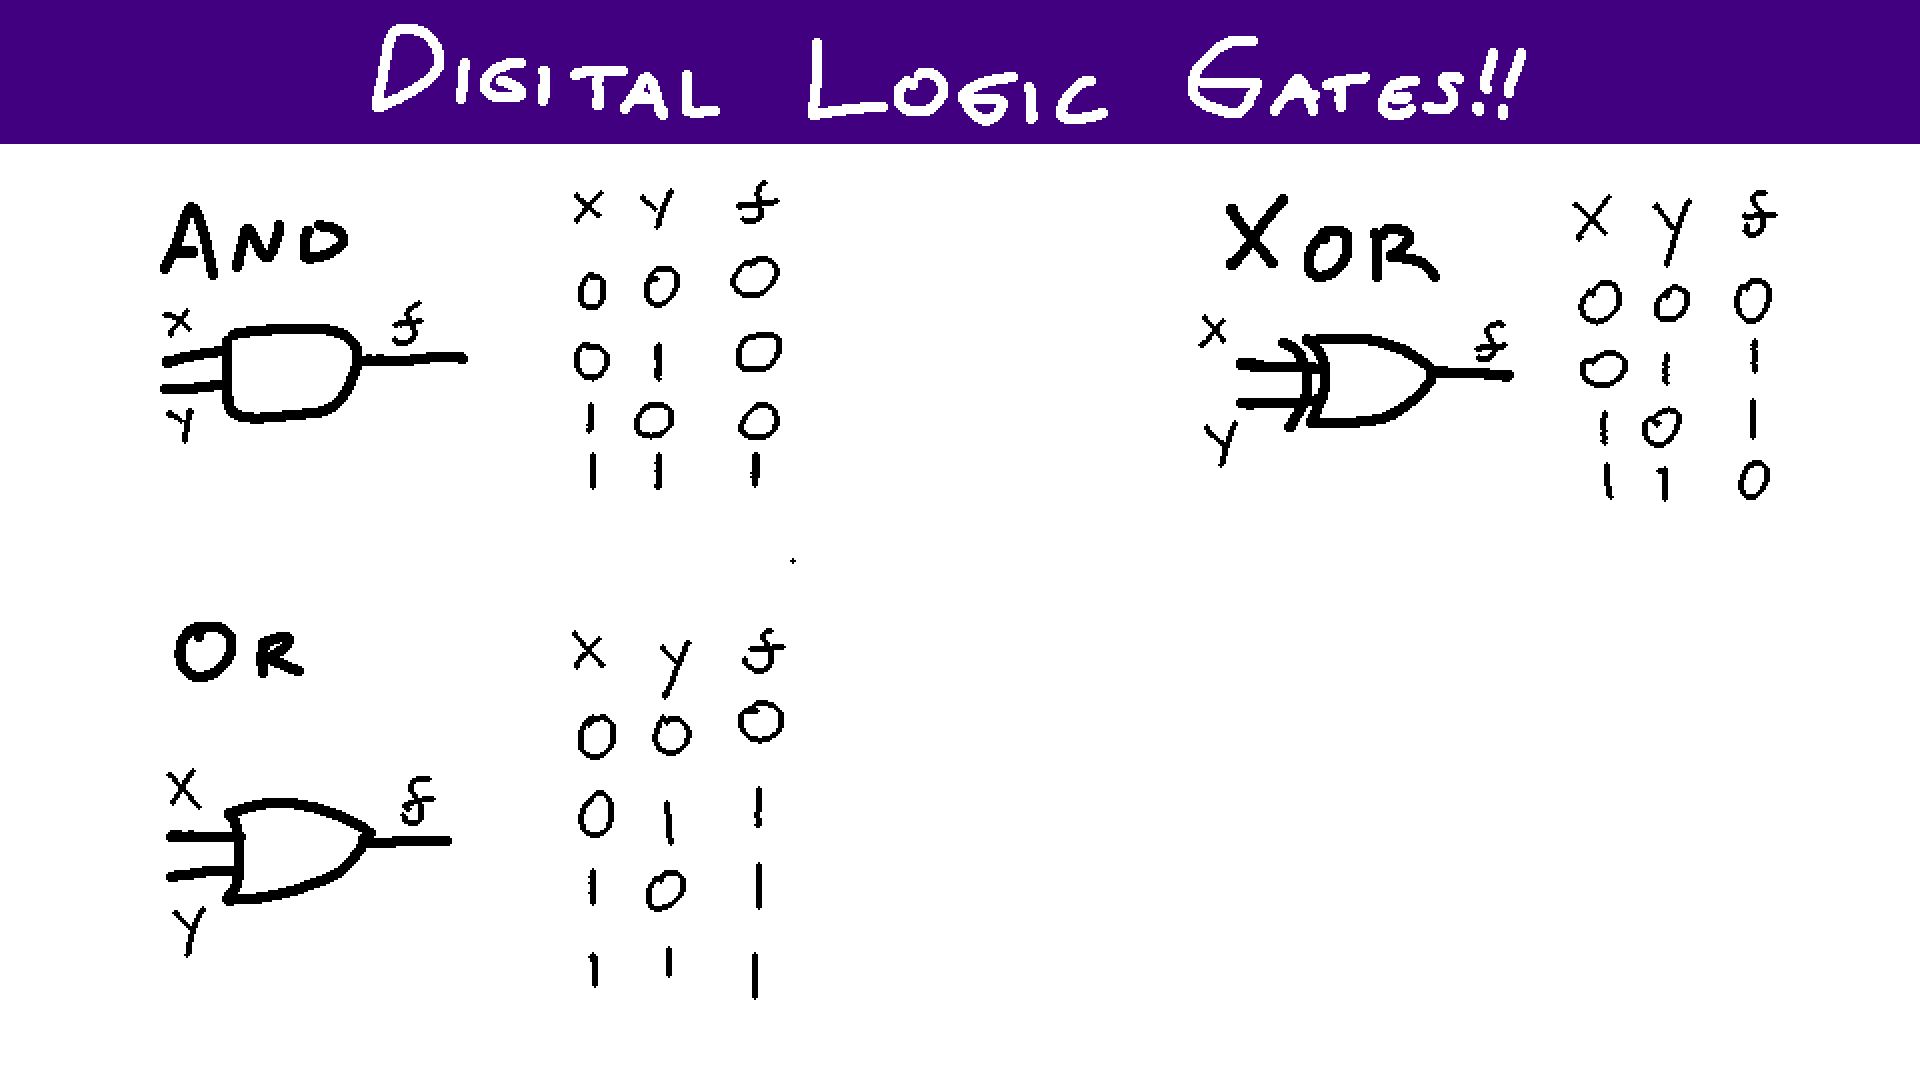 DIGITAL LOGIC GATES!!
AND
X
Y
f
X Y f
0 0 0
0 1 0
1 0 0
1 1 1
XOR
X
Y
f
X Y f
0 0 0
0 1 1
1 0 1
1 1 0
OR
X
Y
f
X Y f
0 0 0
0 1 1
1 0 1
1 1 1